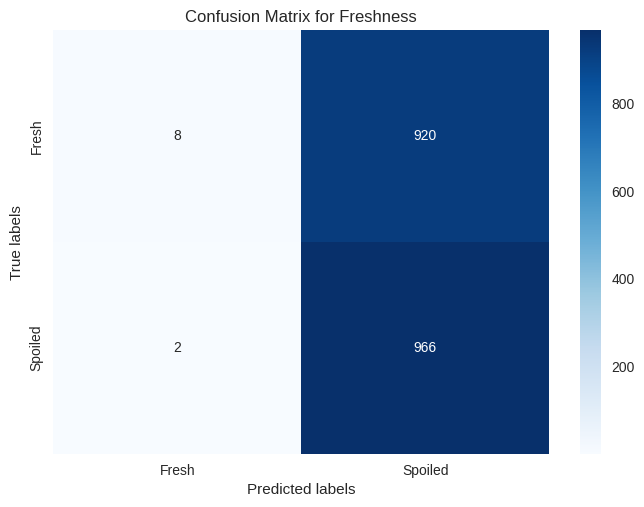 Confusion Matrix for Freshness
True labels
Fresh
8
920
Spoiled
2
966
Fresh
Spoiled
Predicted labels
800
600
400
200